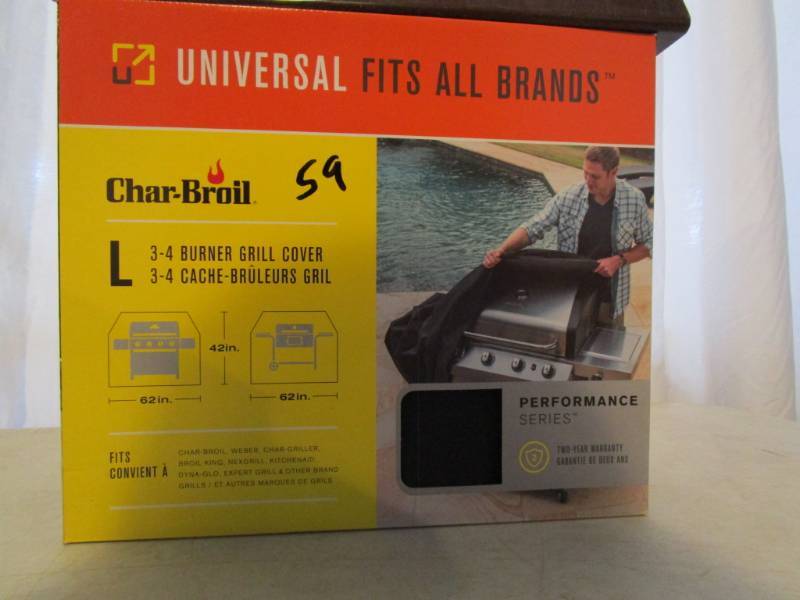 UNIVERSAL FITS ALL BRANDS™
Char-Broil®
59
L
3-4 BURNER GRILL COVER
3-4 CACHE-BRÛLEURS GRIL
42in.
62in.
62in.
FITS
CONVIENT À
CHAR-BROIL, WEBER, CHAR-GRILLER,
BROIL KING, NEXGRILL, KITCHENAID,
DYNA-GLO, EXPERT GRILL & OTHER BRAND
GRILLS / ET AUTRES MARQUES DE GRILS
PERFORMANCE
SERIES™
2
TWO-YEAR WARRANTY
GARANTIE DE DEUX ANS